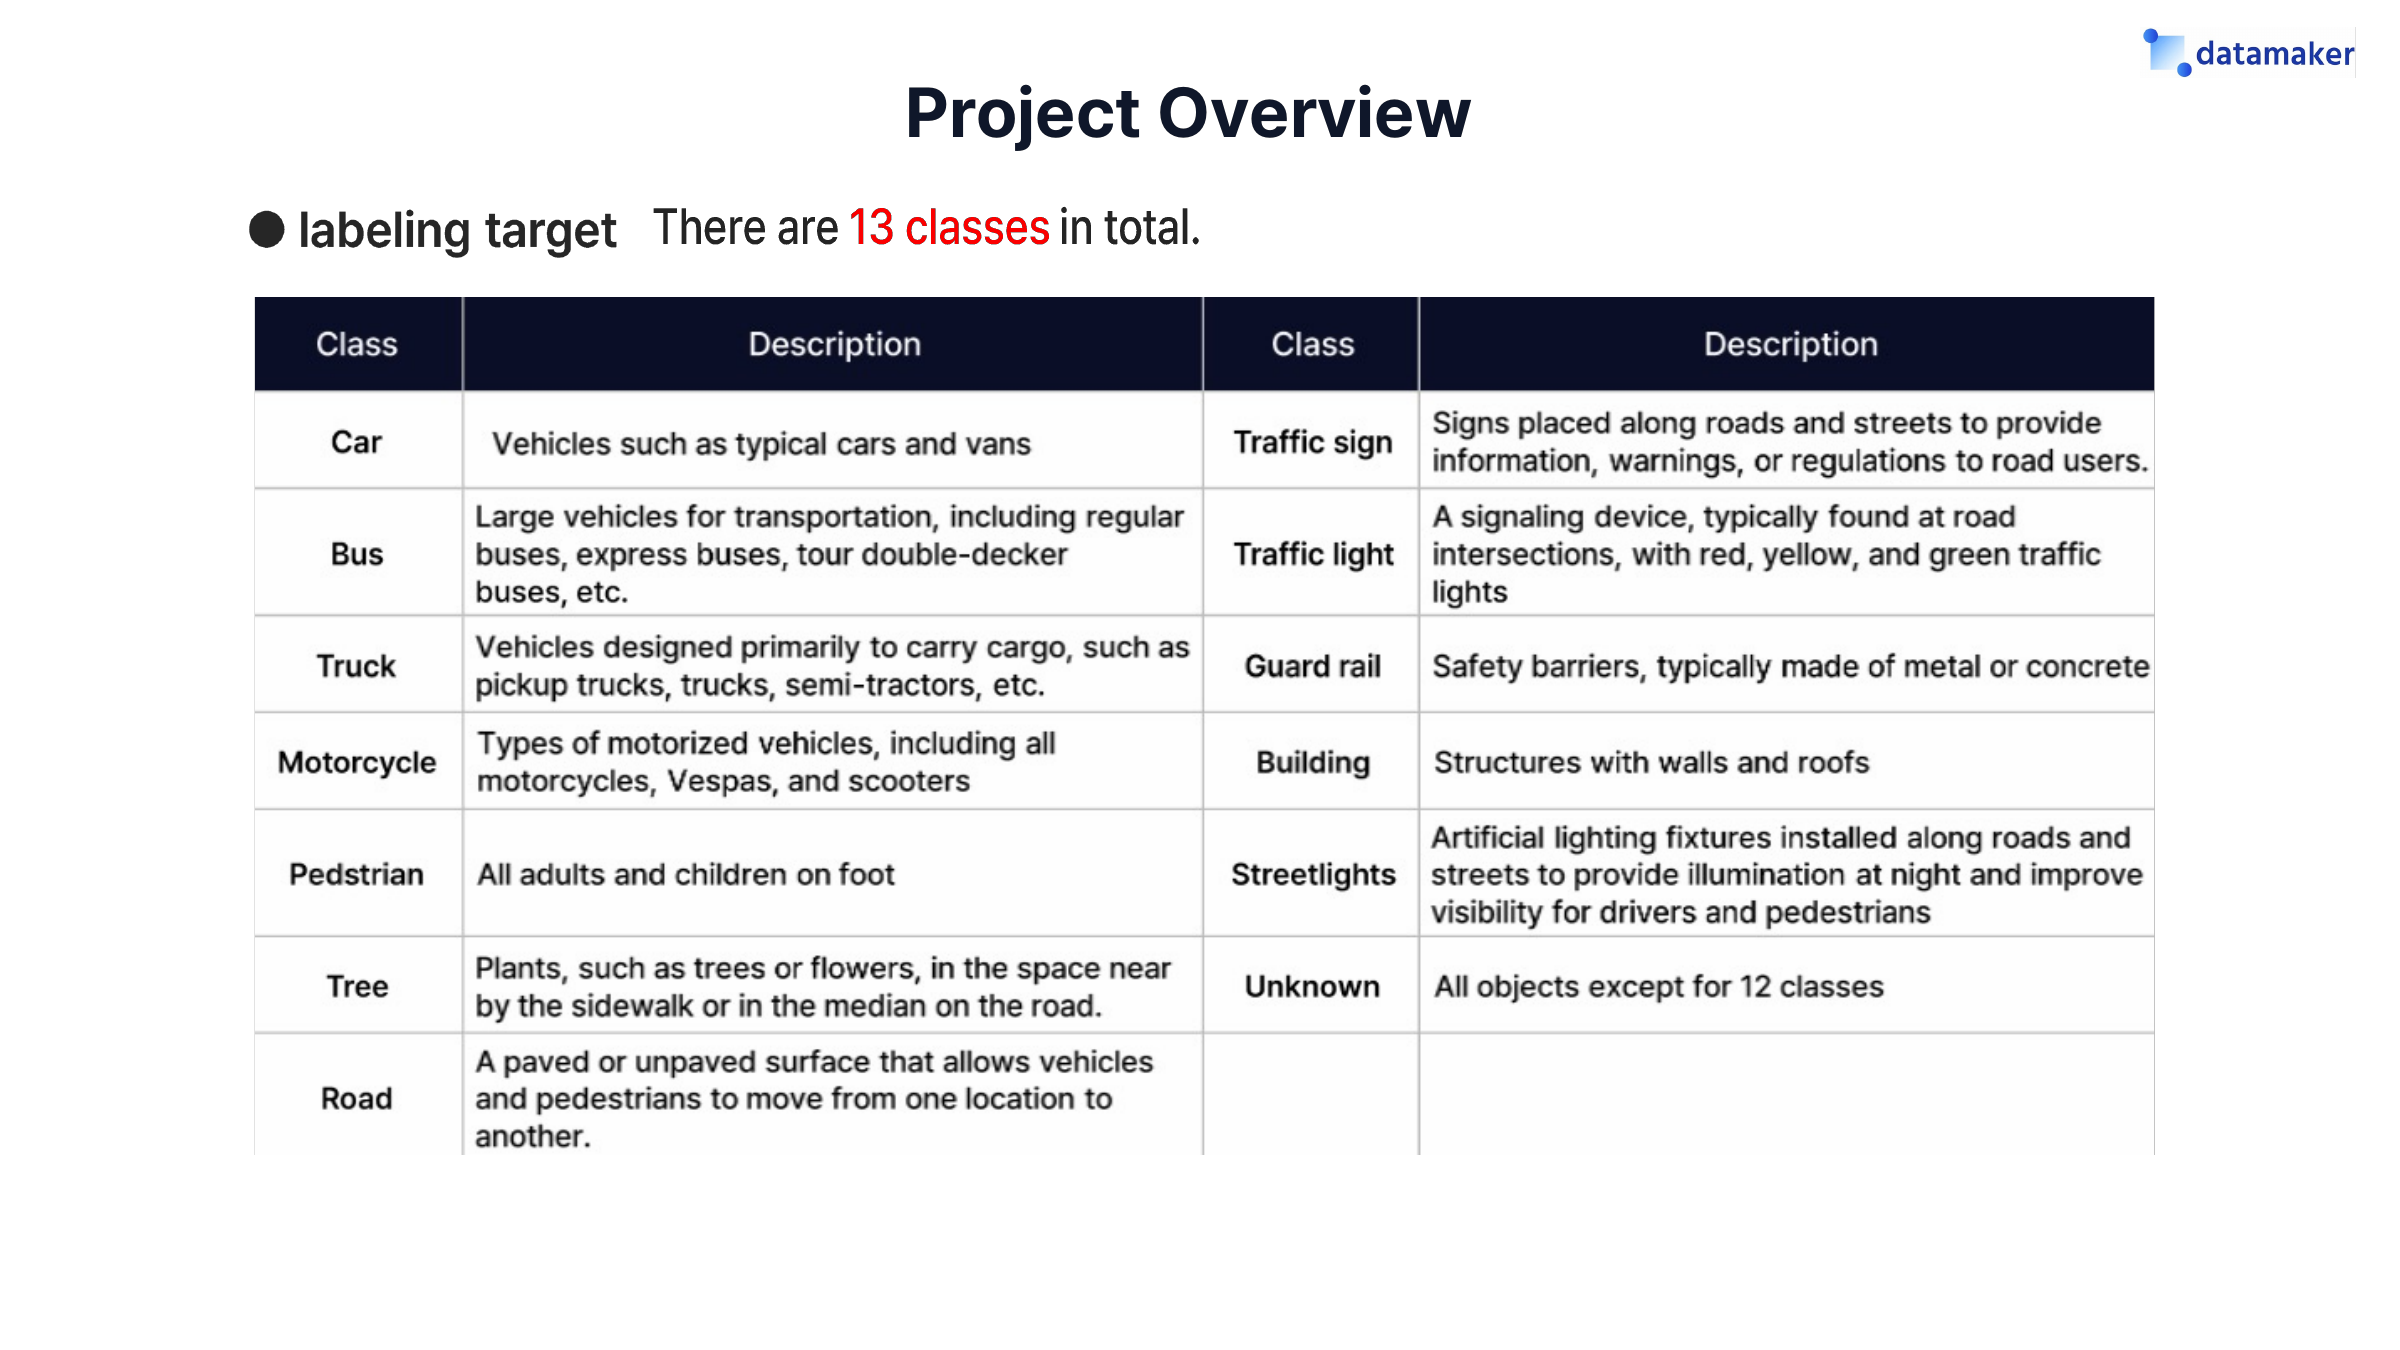 datamaker
Project Overview
● labeling target There are 13 classes in total.
Class Description Class Description
Car
Vehicles such as typical cars and vans
Traffic sign
Signs placed along roads and streets to provide
information, warnings, or regulations to road users.
Bus
Large vehicles for transportation, including regular
buses, express buses, tour double-decker
buses, etc.
Traffic light
A signaling device, typically found at road
intersections, with red, yellow, and green traffic
lights
Truck
Vehicles designed primarily to carry cargo, such as
pickup trucks, trucks, semi-tractors, etc.
Guard rail
Safety barriers, typically made of metal or concrete
Motorcycle
Types of motorized vehicles, including all
motorcycles, Vespas, and scooters
Building
Structures with walls and roofs
Pedstrian
All adults and children on foot
Streetlights
Artificial lighting fixtures installed along roads and
streets to provide illumination at night and improve
visibility for drivers and pedestrians
Tree
Plants, such as trees or flowers, in the space near
by the sidewalk or in the median on the road.
Unknown
All objects except for 12 classes
Road
A paved or unpaved surface that allows vehicles
and pedestrians to move from one location to
another.